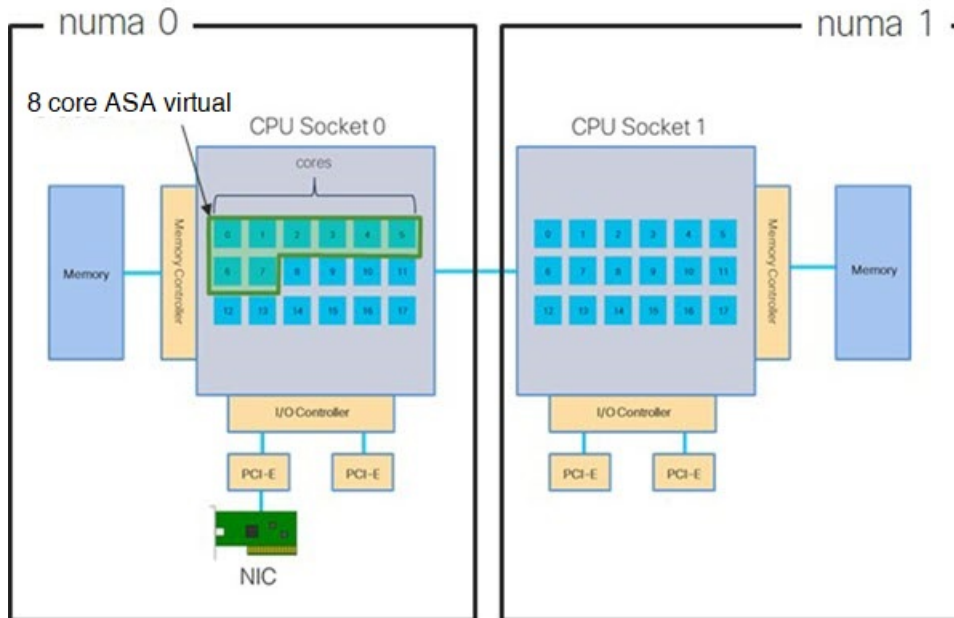 numa 0
numa 1
8 core ASA virtual
CPU Socket 0
CPU Socket 1
cores
0 1 2 3 4 5
0 1 2 3 4 5
Memory
Memory Controller
6 7 8 9 10 11
6 7 8 9 10 11
Memory Controller
Memory
12 13 14 15 16 17
12 13 14 15 16 17
I/O Controller
I/O Controller
PCI-E
PCI-E
PCI-E
PCI-E
NIC